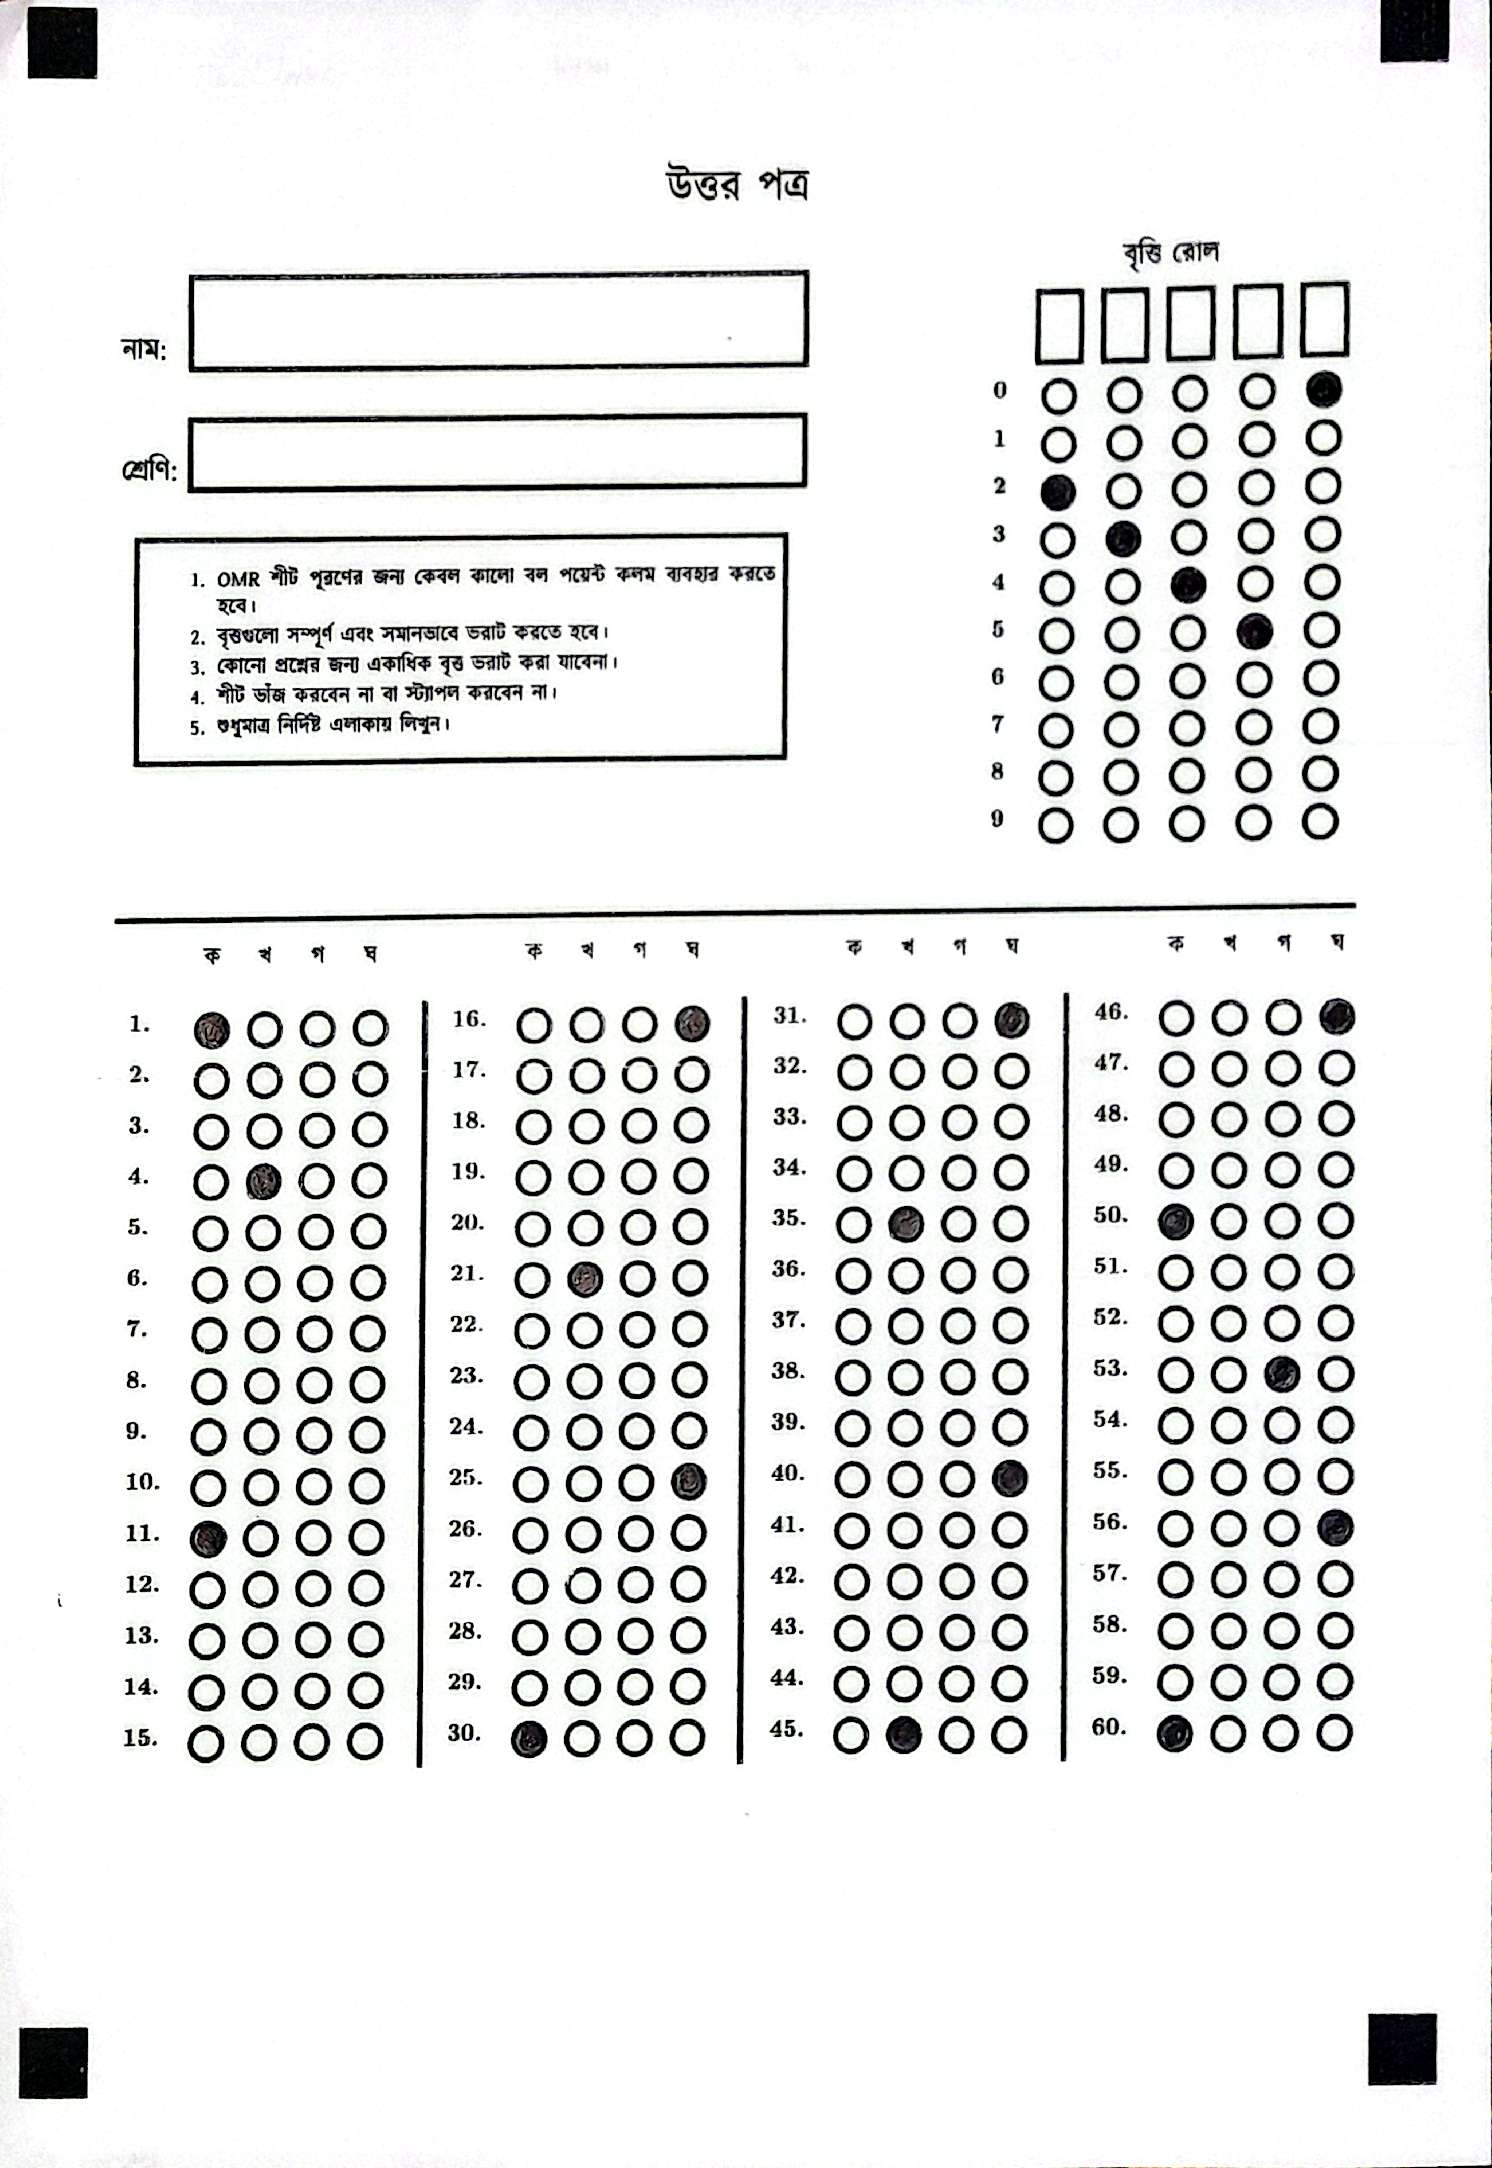 উত্তর পত্র
বৃত্তি রোল
নাম:
শ্রেণি:
1. OMR শীট পূরণের জন্য কেবল কালো বল পয়েন্ট কলম ব্যবহার করতে
হবে।
2. বৃত্তগুলো সম্পূর্ণ এবং সমানভাবে ভরাট করতে হবে।
3. কোনো প্রশ্নের জন্য একাধিক বৃত্ত ভরাট করা যাবেনা।
4. শীট ভাঁজ করবেন না বা স্ট্যাপল করবেন না।
5. শুধুমাত্র নির্দিষ্ট এলাকায় লিখুন।
0
1
2
3
4
5
6
7
8
9
ক খ গ ঘ ক খ গ ঘ ক খ গ ঘ ক খ গ ঘ
1. 16. 31. 46.
2. 17. 32. 47.
3. 18. 33. 48.
4. 19. 34. 49.
5. 20. 35. 50.
6. 21. 36. 51.
7. 22. 37. 52.
8. 23. 38. 53.
9. 24. 39. 54.
10. 25. 40. 55.
11. 26. 41. 56.
12. 27. 42. 57.
13. 28. 43. 58.
14. 29. 44. 59.
15. 30. 45. 60.